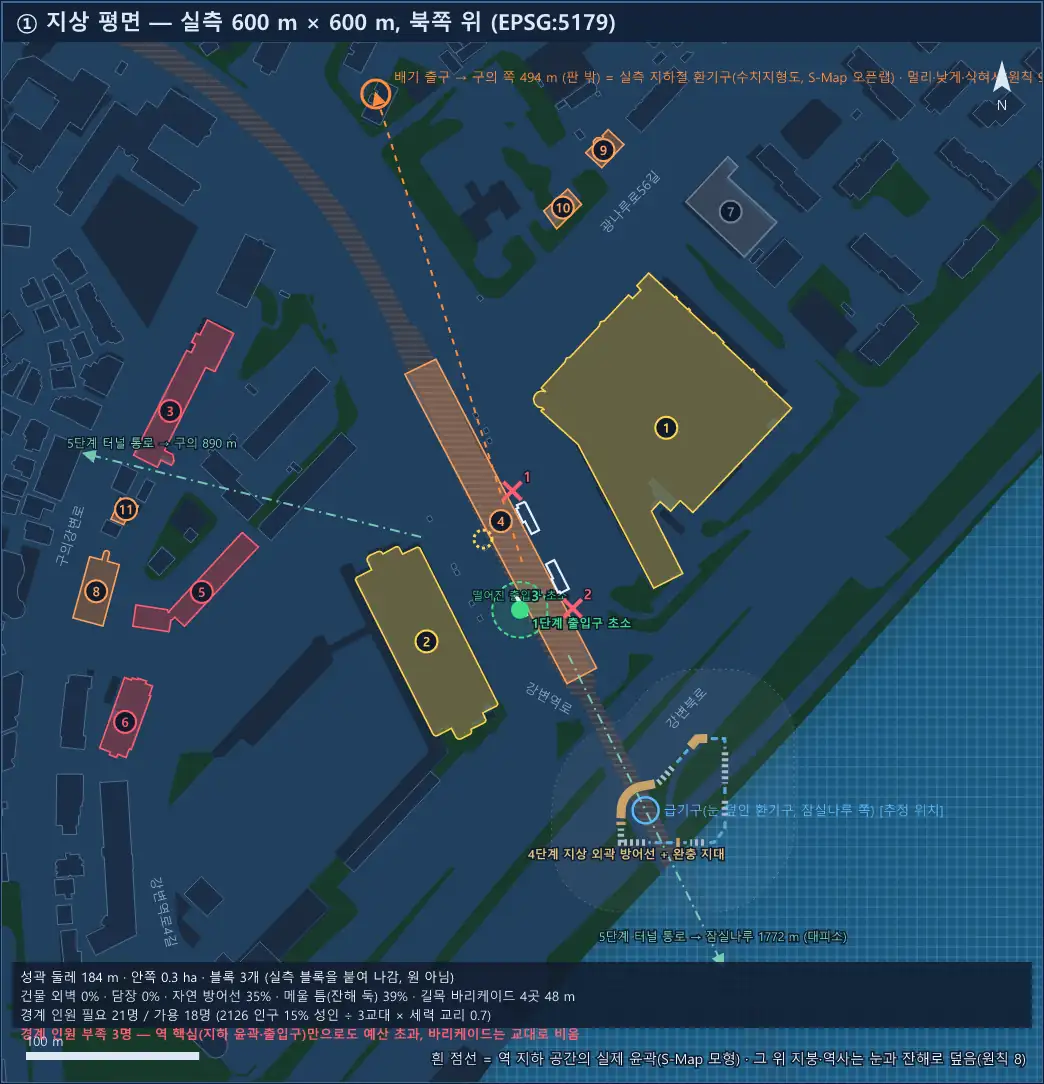 ① 지상 평면 — 실측 600 m × 600 m, 북쪽 위 (EPSG:5179)
배기 출구 → 구의 쪽 494 m (판 밖) = 실측 지하철 환기구(수치지형도, S-Map 오픈랩) · 멀리·낮게·식혀서 원칙
N
9
광나루로56길
10
7
3
1
5단계 터널 통로 → 구의 890 m
1
11
4
구의강변로
8
5
떨어진 출입구 초소
3
2
1단계 출입구 초소
2
강변역로
강변북로
6
급기구(눈 덮인 환기구, 잠실나루 쪽) [추정 위치]
4단계 지상 외곽 방어선 + 완충 지대
강변역로4길
5단계 터널 통로 → 잠실나루 1772 m (대피소)
성곽 둘레 184 m · 안쪽 0.3 ha · 블록 3개 (실측 블록을 붙여 나감, 원 아님)
건물 외벽 0% · 담장 0% · 자연 방어선 35% · 메울 틈(잔해 둑) 39% · 길목 바리케이드 4곳 48 m
경계 인원 필요 21명 / 가용 18명 (2126 인구 15% 성인 ÷ 3교대 × 세력 교리 0.7)
경계 인원 부족 3명 — 역 핵심(지하 윤곽·출입구)만으로도 예산 초과, 바리케이드는 교대로 비움
100 m
흰 점선 = 역 지하 공간의 실제 윤곽(S-Map 모형) · 그 위 지붕·역사는 눈과 잔해로 덮음(원칙 8)